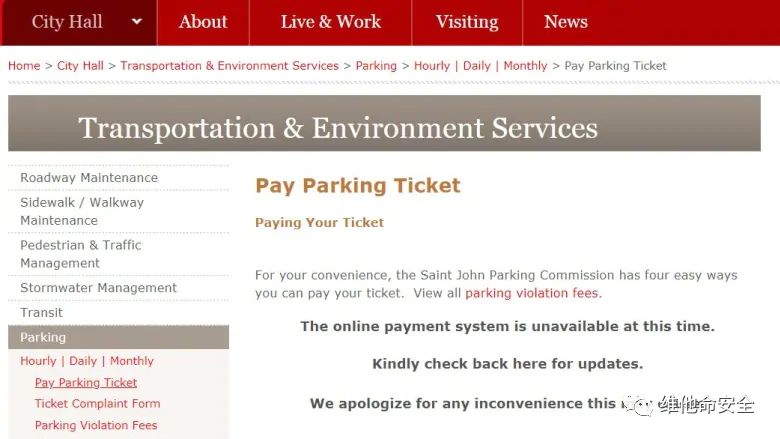 City Hall About Live & Work Visiting News
Home > City Hall > Transportation & Environment Services > Parking > Hourly | Daily | Monthly > Pay Parking Ticket
Transportation & Environment Services
Roadway Maintenance
Sidewalk / Walkway
Maintenance
Pedestrian & Traffic
Management
Stormwater Management
Transit
Parking
Hourly | Daily | Monthly
Pay Parking Ticket
Ticket Complaint Form
Parking Violation Fees
Pay Parking Ticket
Paying Your Ticket
For your convenience, the Saint John Parking Commission has four easy ways
you can pay your ticket.  View all parking violation fees.
The online payment system is unavailable at this time.
Kindly check back here for updates.
We apologize for any inconvenience this
维他命安全